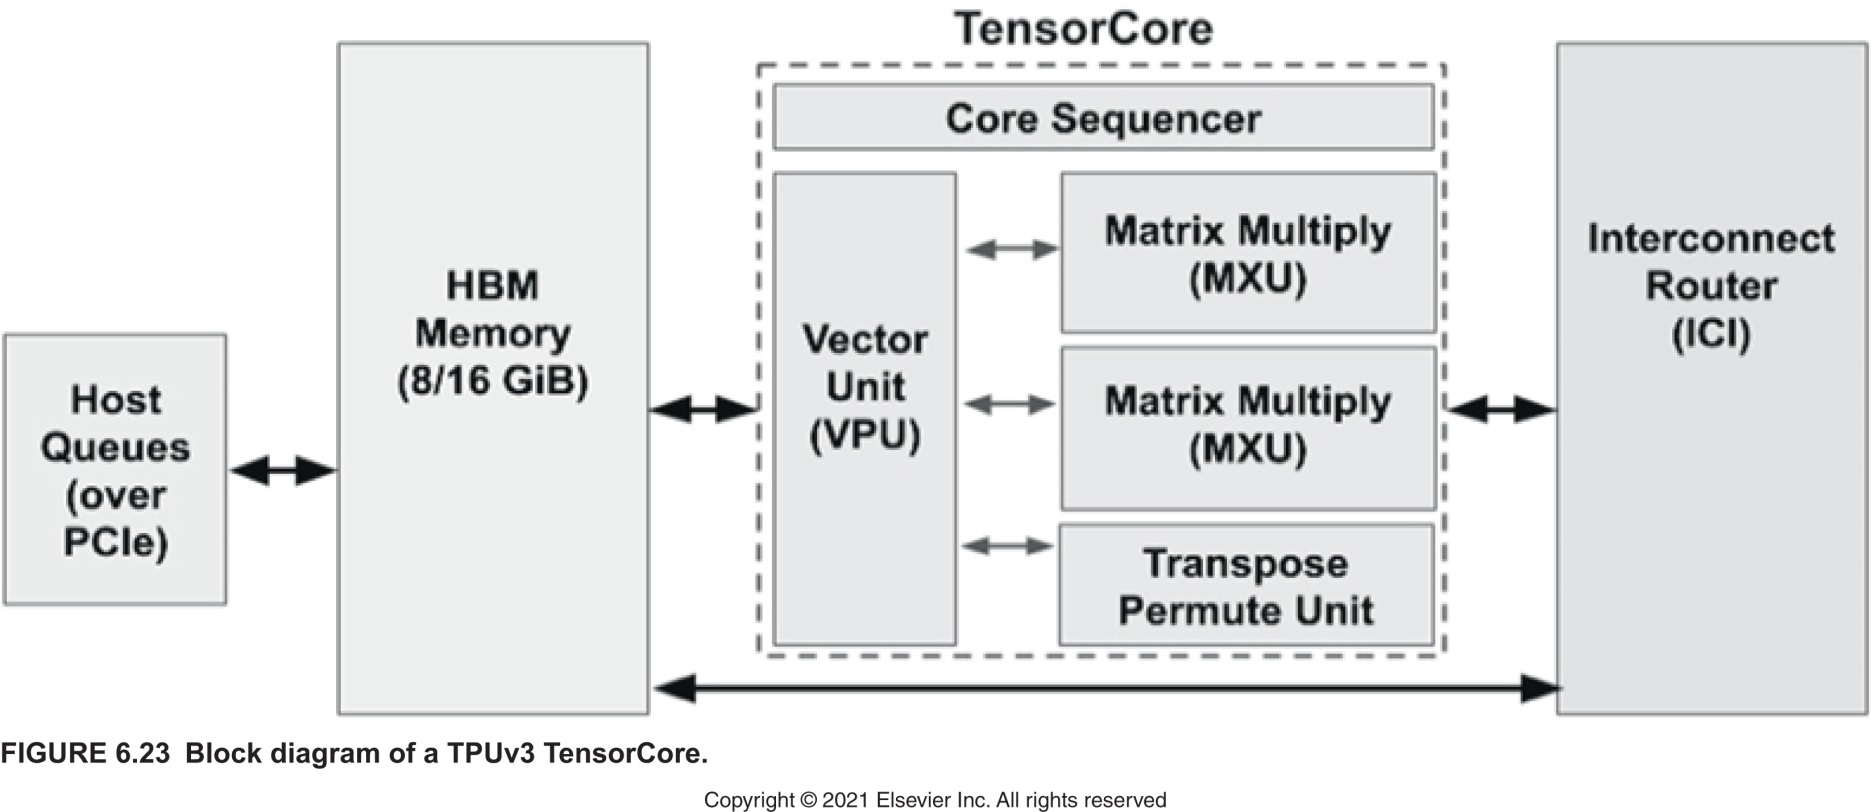 TensorCore
Core Sequencer
Host
Queues
(over
PCIe)
HBM
Memory
(8/16 GiB)
Vector
Unit
(VPU)
Matrix Multiply
(MXU)
Matrix Multiply
(MXU)
Transpose
Permute Unit
Interconnect
Router
(ICI)
FIGURE 6.23 Block diagram of a TPUv3 TensorCore.
Copyright © 2021 Elsevier Inc. All rights reserved